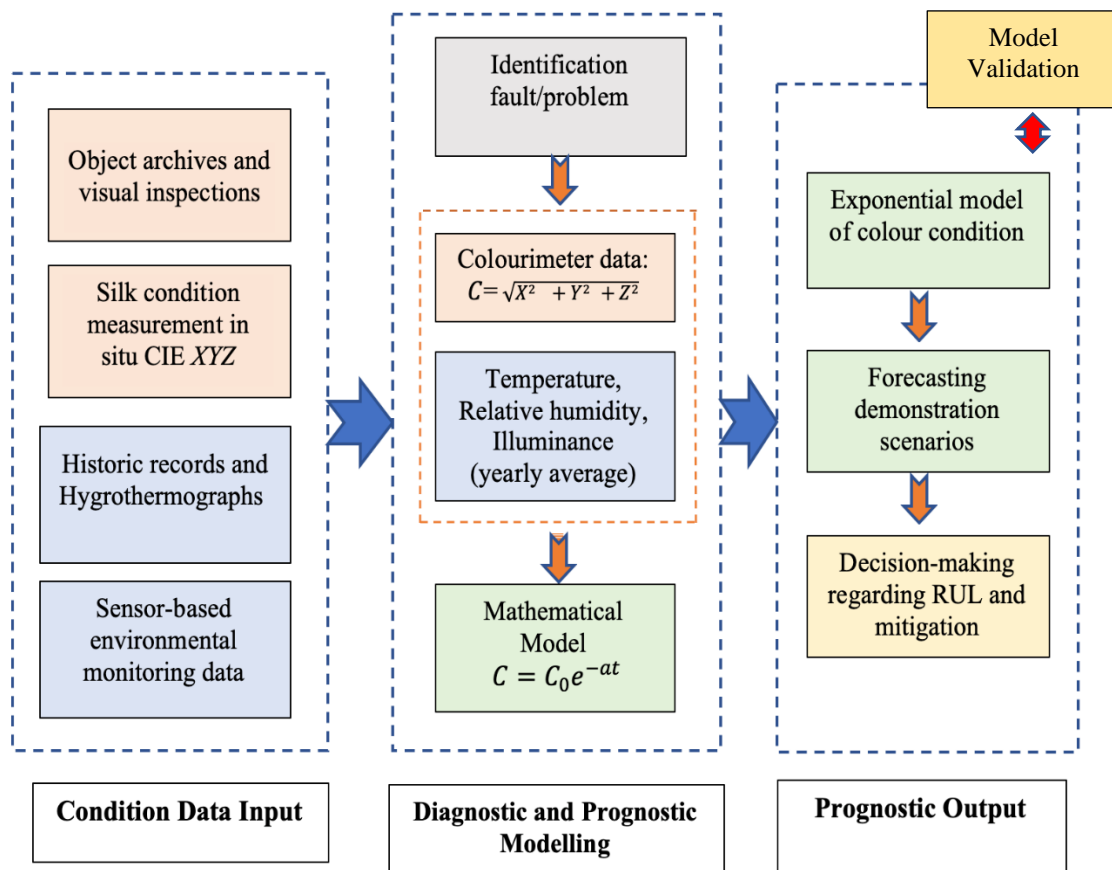 Object archives and
visual inspections
Silk condition
measurement in
situ CIE XYZ
Historic records and
Hygrothermographs
Sensor-based
environmental
monitoring data
Condition Data Input
Identification
fault/problem
Colourimeter data:
C=√X² + Y² + Z²
Temperature,
Relative humidity,
Illuminance
(yearly average)
Mathematical
Model
C = C₀e⁻ᵃᵗ
Diagnostic and Prognostic
Modelling
Model
Validation
Exponential model
of colour condition
Forecasting
demonstration
scenarios
Decision-making
regarding RUL and
mitigation
Prognostic Output